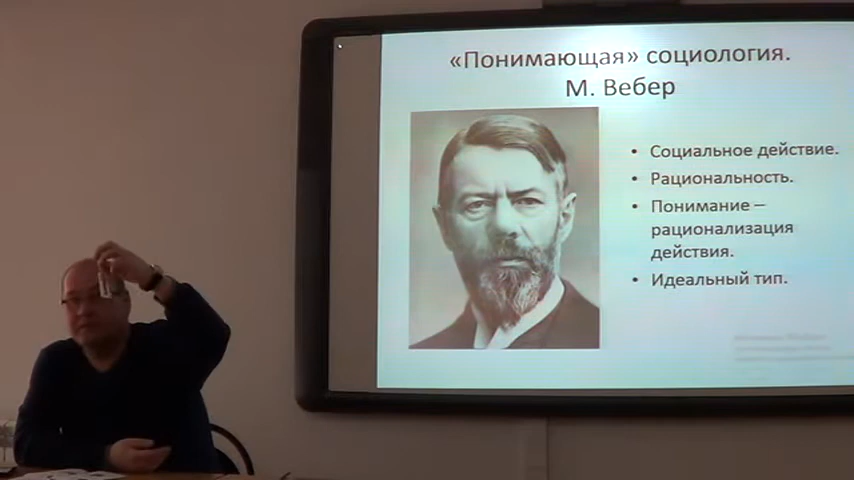 «Понимающая» социология.
М. Вебер
• Социальное действие.
• Рациональность.
• Понимание –
рационализация
действия.
• Идеальный тип.